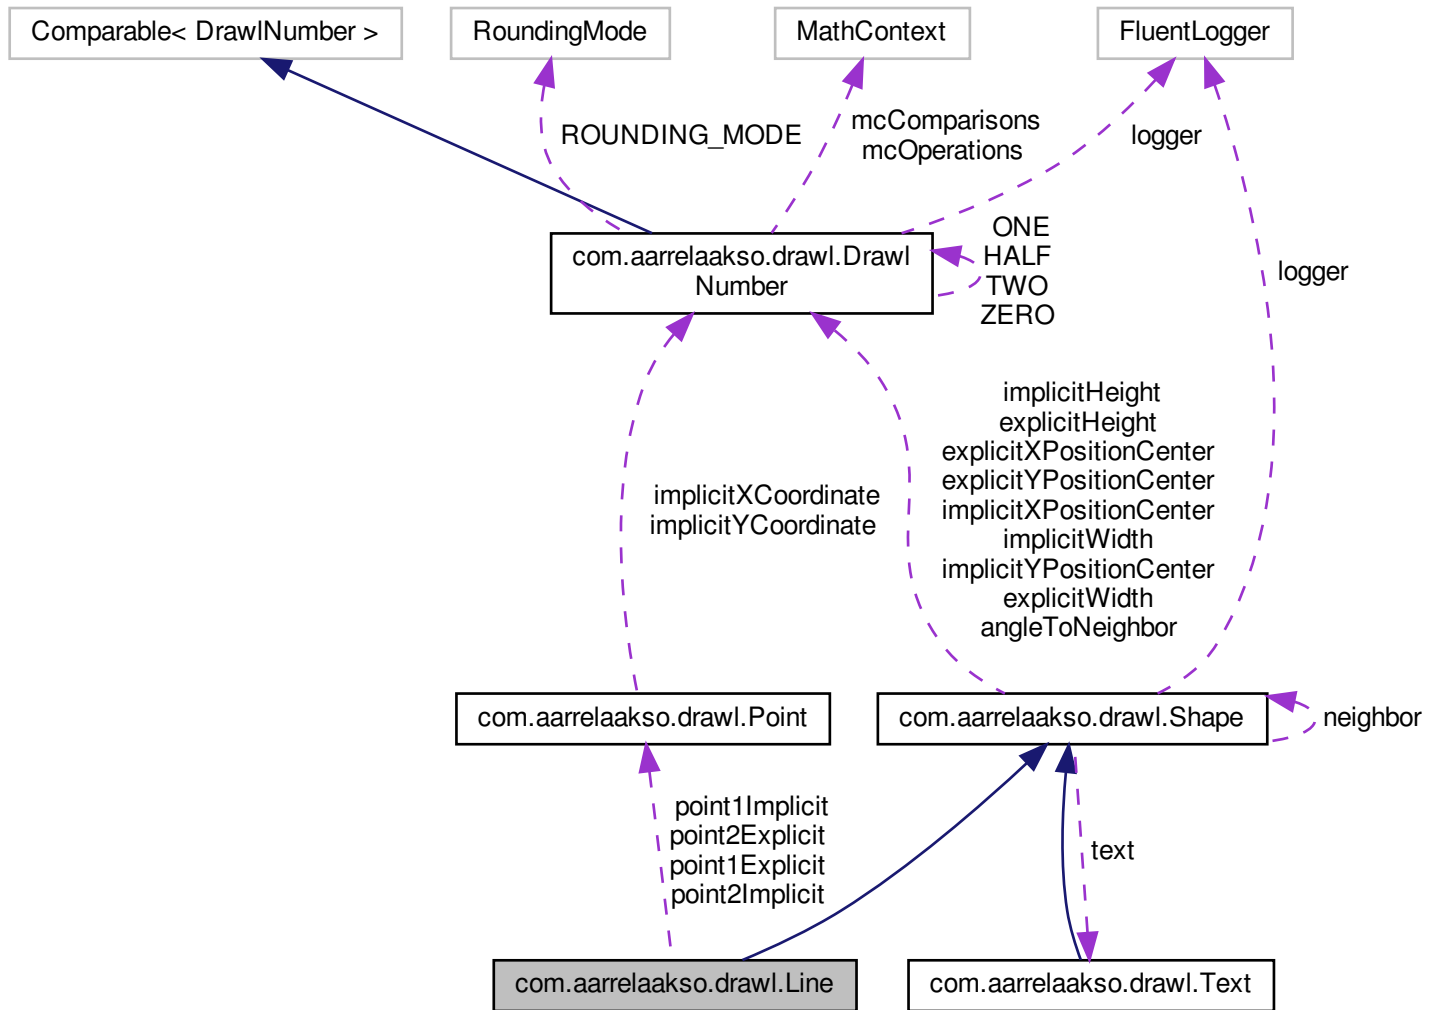 Comparable< DrawlNumber >
RoundingMode
MathContext
FluentLogger
ROUNDING_MODE
mcComparisons
mcOperations
logger
com.aarrelaakso.drawl.Drawl
Number
ONE
HALF
TWO
ZERO
logger
implicitXCoordinate
implicitYCoordinate
implicitHeight
explicitHeight
explicitXPositionCenter
explicitYPositionCenter
implicitXPositionCenter
implicitWidth
implicitYPositionCenter
explicitWidth
angleToNeighbor
com.aarrelaakso.drawl.Point
com.aarrelaakso.drawl.Shape
neighbor
point1Implicit
point2Explicit
point1Explicit
point2Implicit
text
com.aarrelaakso.drawl.Line
com.aarrelaakso.drawl.Text